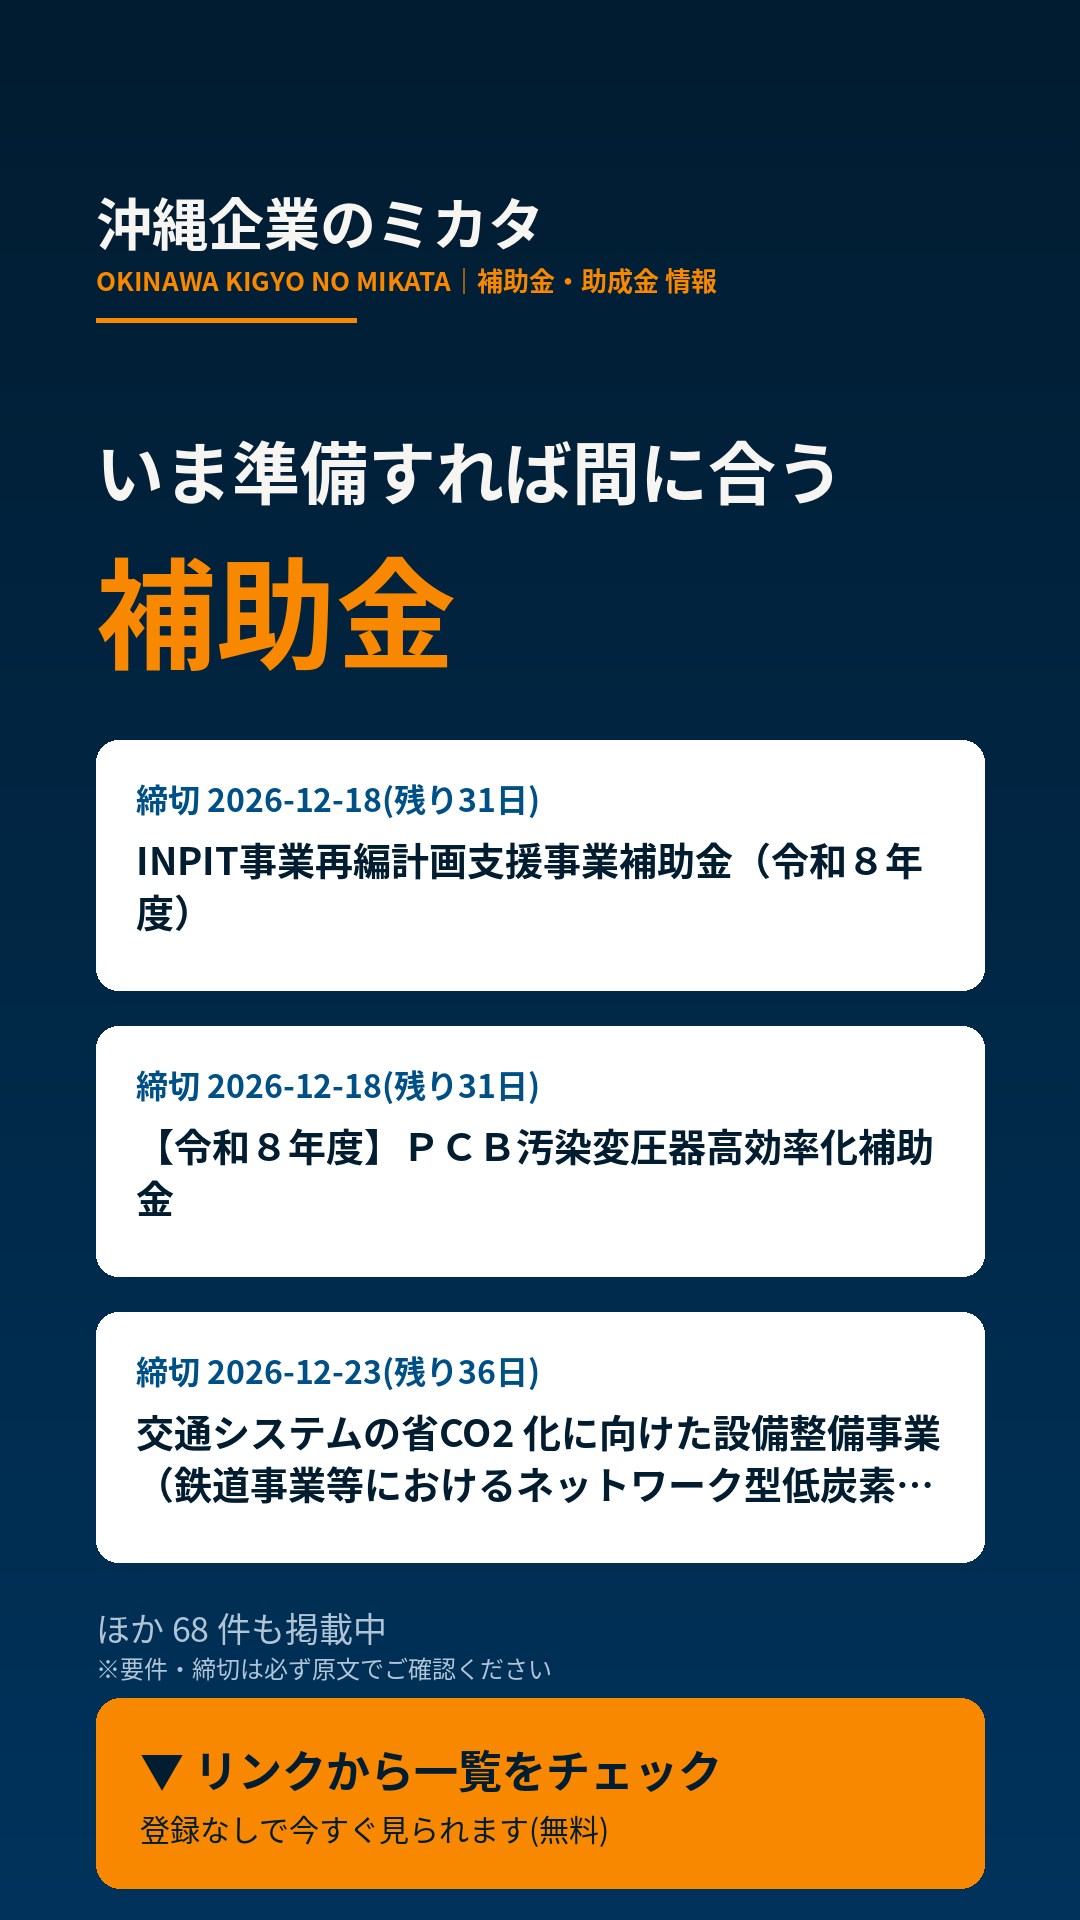 沖縄企業のミカタ
OKINAWA KIGYO NO MIKATA｜補助金・助成金 情報
いま準備すれば間に合う
補助金
締切 2026-12-18(残り31日)
INPIT事業再編計画支援事業補助金（令和８年
度）
締切 2026-12-18(残り31日)
【令和８年度】ＰＣＢ汚染変圧器高効率化補助
金
締切 2026-12-23(残り36日)
交通システムの省CO2 化に向けた設備整備事業
（鉄道事業等におけるネットワーク型低炭素…
ほか 68 件も掲載中
※要件・締切は必ず原文でご確認ください
▼ リンクから一覧をチェック
登録なしで今すぐ見られます(無料)